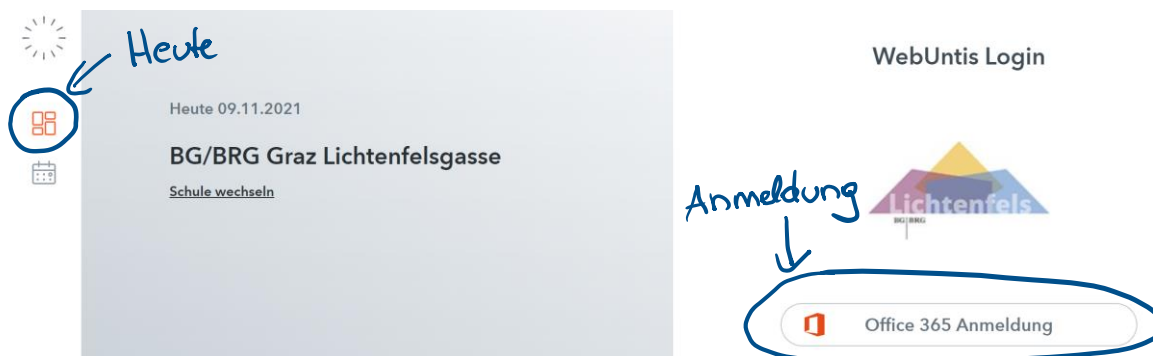 Heute
Heute 09.11.2021
BG/BRG Graz Lichtenfelsgasse
Schule wechseln
WebUntis Login
Lichtenfels
BG BRG
Anmeldung
Office 365 Anmeldung